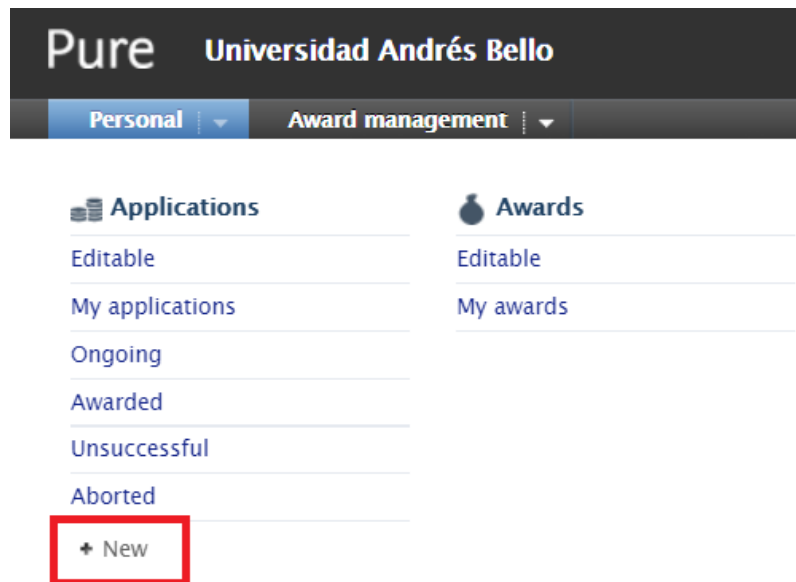 Pure Universidad Andrés Bello
Personal Award management
Applications
Editable
My applications
Ongoing
Awarded
Unsuccessful
Aborted
+ New
Awards
Editable
My awards